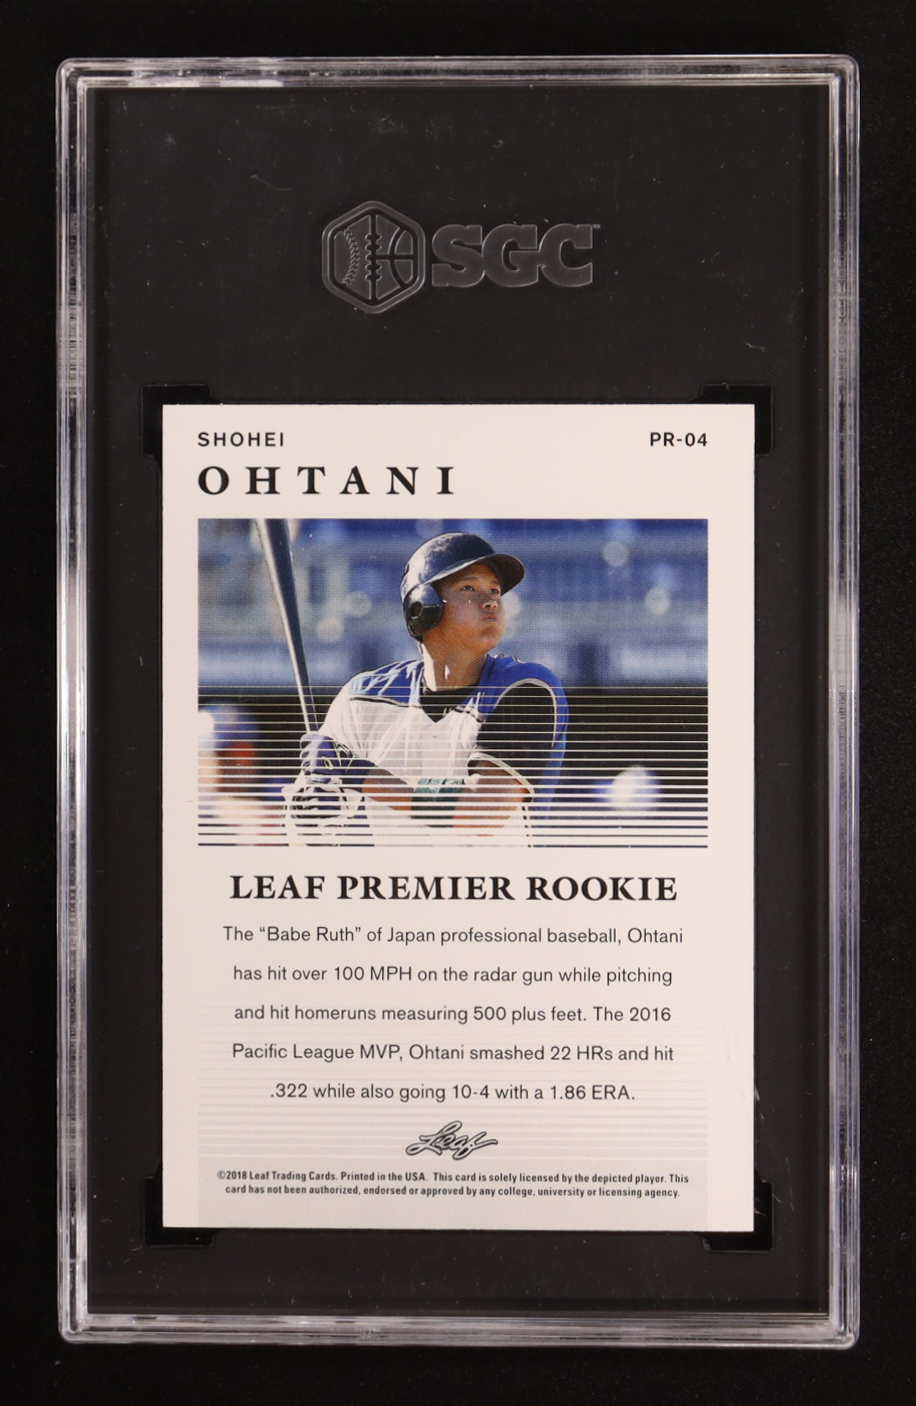 SGC
SHOHEI
PR-04
OHTANI
LEAF PREMIER ROOKIE
The “Babe Ruth” of Japan professional baseball, Ohtani
has hit over 100 MPH on the radar gun while pitching
and hit homeruns measuring 500 plus feet. The 2016
Pacific League MVP, Ohtani smashed 22 HRs and hit
.322 while also going 10-4 with a 1.86 ERA.
Leaf
©2018 Leaf Trading Cards. Printed in the USA. This card is solely licensed by the depicted player. This
card has not been authorized, endorsed or approved by any college, university or licensing agency.